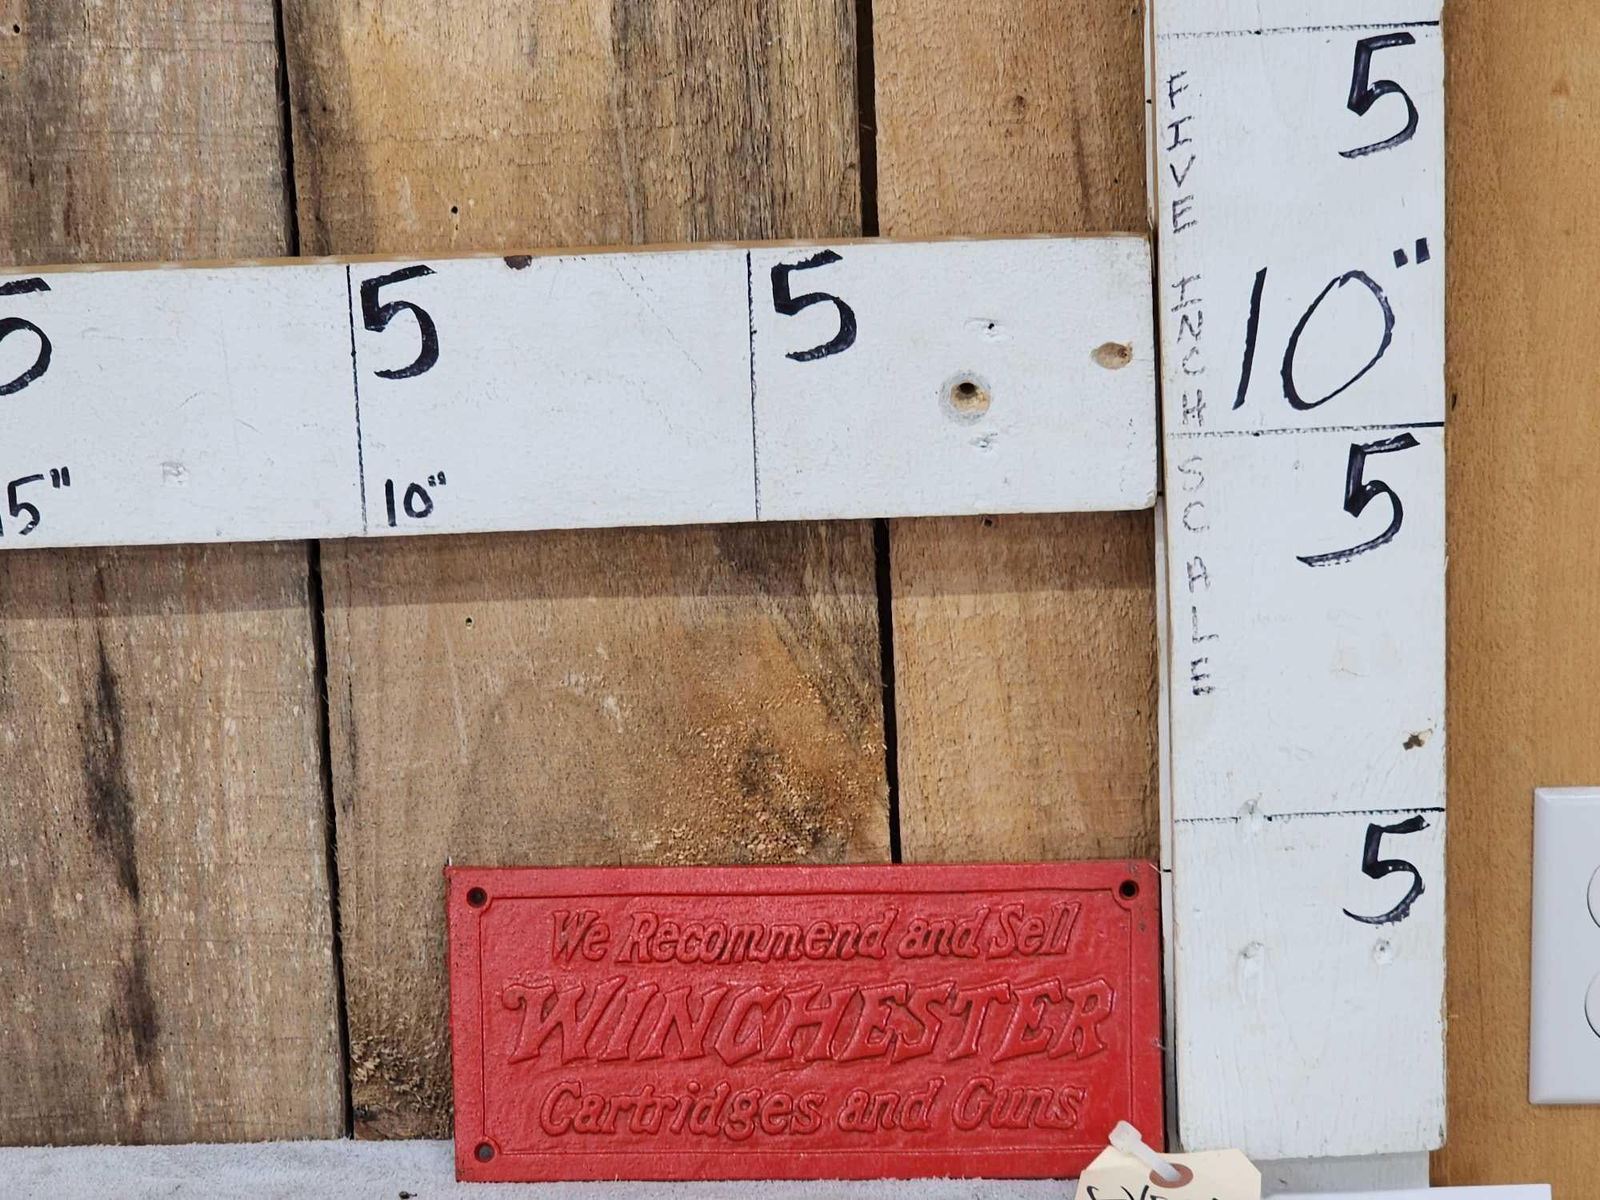 5
FIVE INCH SCALE
10"
5 5 5
15" 10"
5
5
We Recommend and Sell
WINCHESTER
Cartridges and Guns